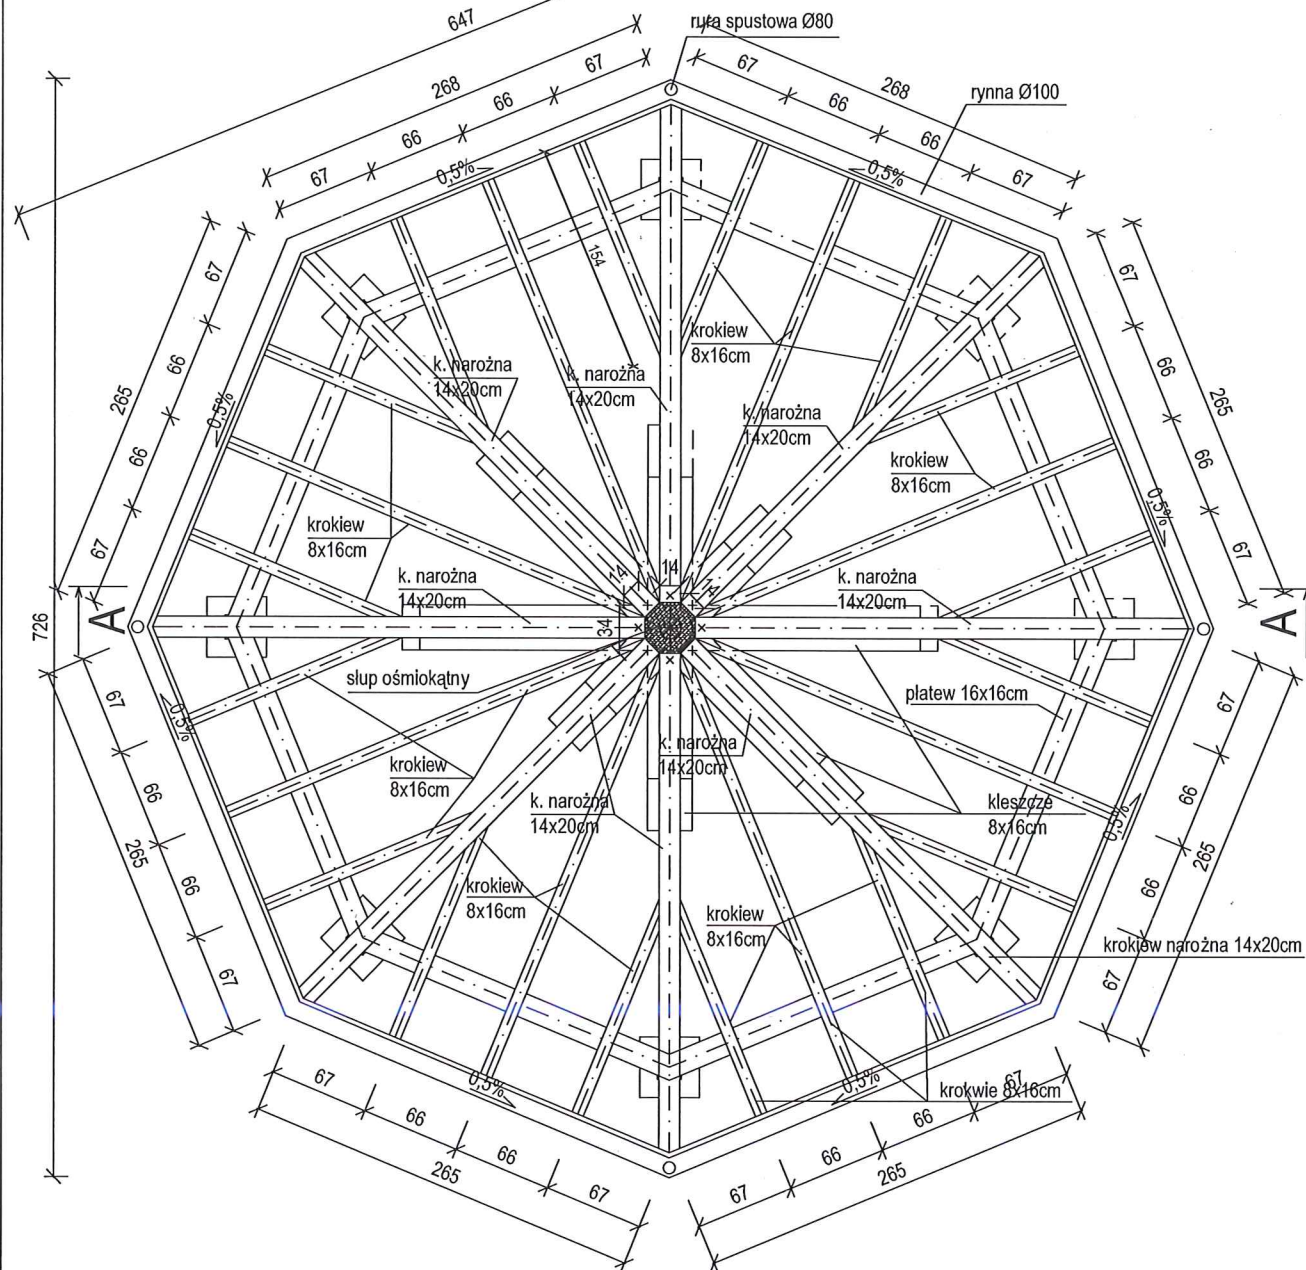 647
rura spustowa Ø80
67
67
268
268
66
66
rynna Ø100
66
66
67
0,5%
0,5%
67
67
67
154
66
66
265
krokiew
8x16cm
k. narożna
14x20cm
k. narożna
14x20cm
265
0,5%
k. narożna
14x20cm
66
66
krokiew
8x16cm
0,5%
krokiew
8x16cm
67
67
14
14
14
k. narożna
14x20cm
k. narożna
14x20cm
726
A
34
A
słup ośmiokątny
płatew 16x16cm
67
0,5%
67
k. narożna
14x20cm
krokiew
8x16cm
k. narożna
14x20cm
kleszcze
8x16cm
66
66
0,5%
265
265
66
66
krokiew
8x16cm
krokiew
8x16cm
krokiew narożna 14x20cm
67
67
67
0,5%
0,5%
67
krokwie 8x16cm
66
66
66
66
265
265
67
67